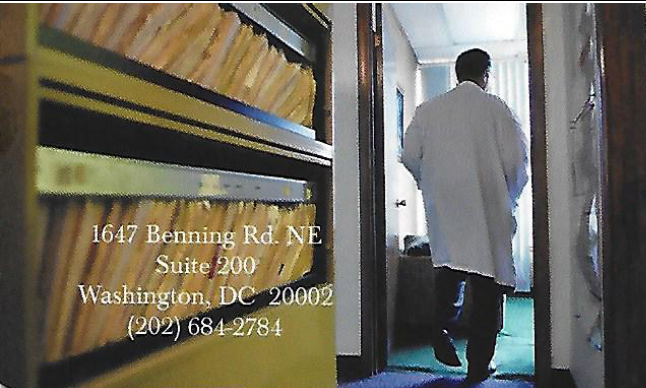 1647 Benning Rd. NE
Suite 200
Washington, DC  20002
(202) 684-2784